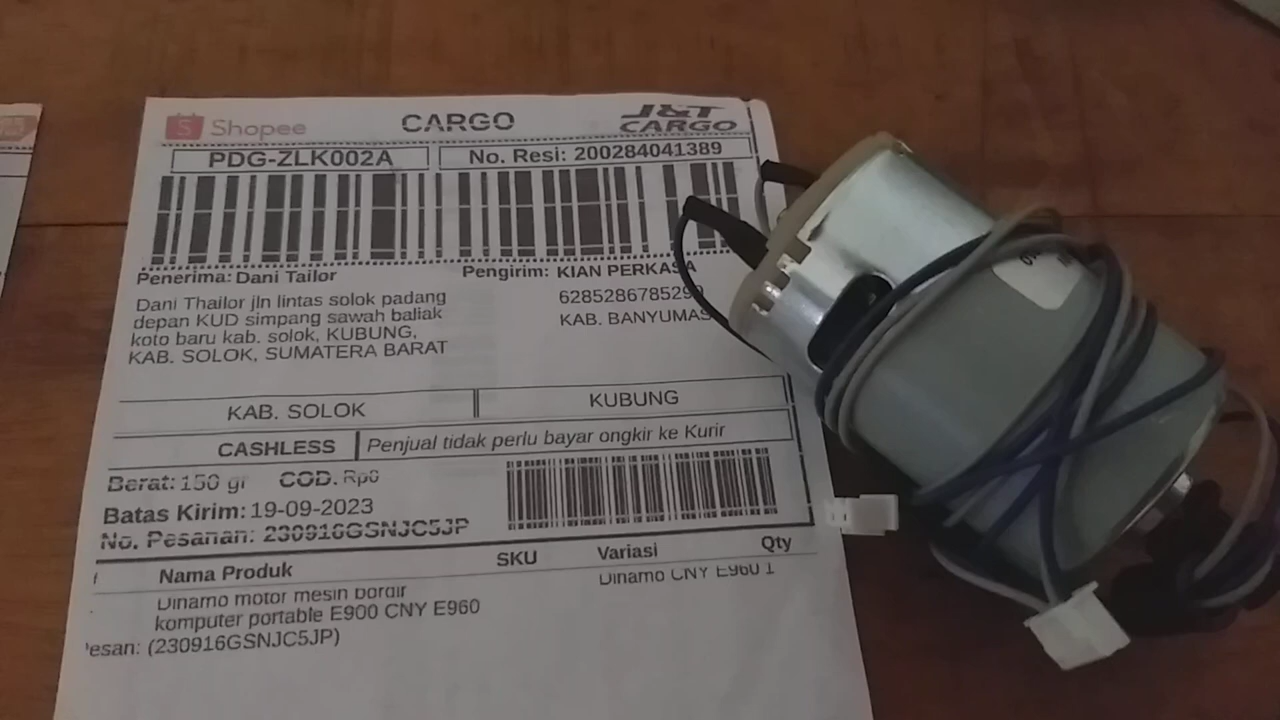 Shopee
CARGO
J&T
CARGO
PDG-ZLK002A
No. Resi: 200284041389
Penerima: Dani Tailor
Pengirim: KIAN PERKASA
Dani Thailor jln lintas solok padang
depan KUD simpang sawah baliak
koto baru kab. solok, KUBUNG,
KAB. SOLOK, SUMATERA BARAT
6285286785299
KAB. BANYUMAS
KAB. SOLOK
KUBUNG
CASHLESS
Penjual tidak perlu bayar ongkir ke Kurir
Berat: 150 gr
COD. Rp0
Batas Kirim: 19-09-2023
No. Pesanan: 230916GSNJC5JP
Nama Produk SKU Variasi Qty
Dinamo motor mesin bordir
komputer portable E900 CNY E960
Dinamo CNY E960 1
esan: (230916GSNJC5JP)